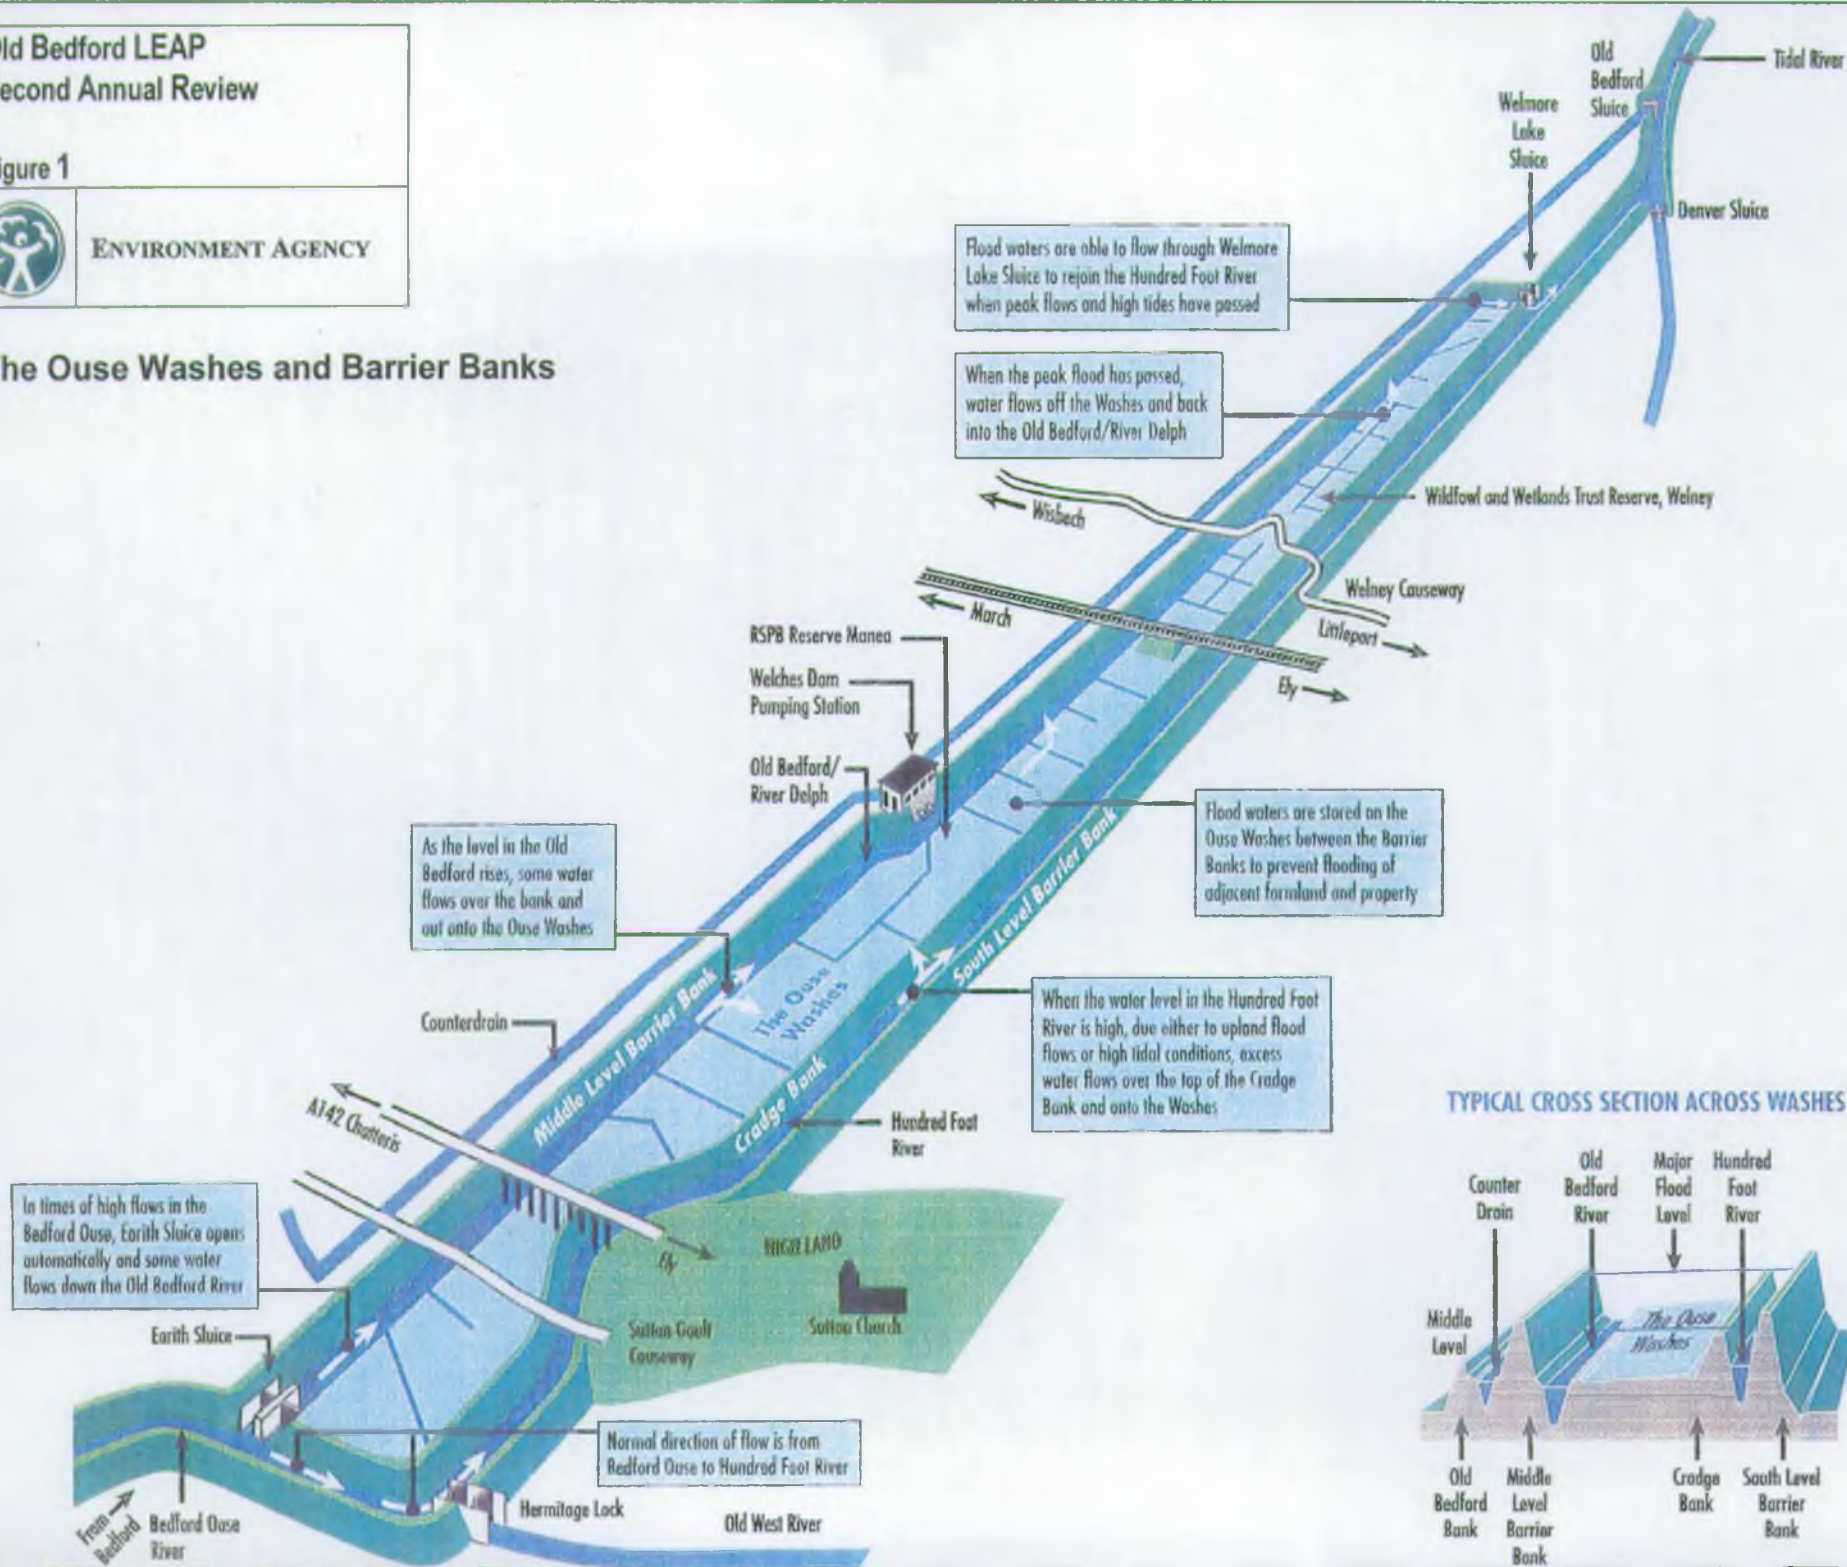 ld Bedford LEAP
econd Annual Review
igure 1
ENVIRONMENT AGENCY
he Ouse Washes and Barrier Banks
Old
Bedford
Sluice
Tidal River
Welmore
Lake
Sluice
Denver Sluice
Flood waters are able to flow through Welmore
Lake Sluice to rejoin the Hundred Foot River
when peak flows and high tides have passed
When the peak flood has passed,
water flows off the Washes and back
into the Old Bedford/River Delph
Wildfowl and Wetlands Trust Reserve, Welney
Wisbech
Welney Causeway
Littleport
March
Ely
RSPB Reserve Manea
Welches Dam
Pumping Station
Old Bedford/
River Delph
Flood waters are stored on the
Ouse Washes between the Barrier
Banks to prevent flooding of
adjacent farmland and property
As the level in the Old
Bedford rises, some water
flows over the bank and
out onto the Ouse Washes
South Level Barrier Bank
Middle Level Barrier Bank
The Ouse
Washes
Cradge Bank
When the water level in the Hundred Foot
River is high, due either to upland flood
flows or high tidal conditions, excess
water flows over the top of the Cradge
Bank and onto the Washes
Counterdrain
A142 Chatteris
Hundred Foot
River
Ely
HIGH LAND
Sutton Church
Sutton Gault
Causeway
In times of high flows in the
Bedford Ouse, Earith Sluice opens
automatically and some water
flows down the Old Bedford River
Earith Sluice
Normal direction of flow is from
Bedford Ouse to Hundred Foot River
Hermitage Lock
Old West River
From
Bedford
Bedford Ouse
River
TYPICAL CROSS SECTION ACROSS WASHES
Counter
Drain
Old
Bedford
River
Major
Flood
Level
Hundred
Foot
River
Middle
Level
The Ouse
Washes
Old
Bedford
Bank
Middle
Level
Barrier
Bank
Cradge
Bank
South Level
Barrier
Bank